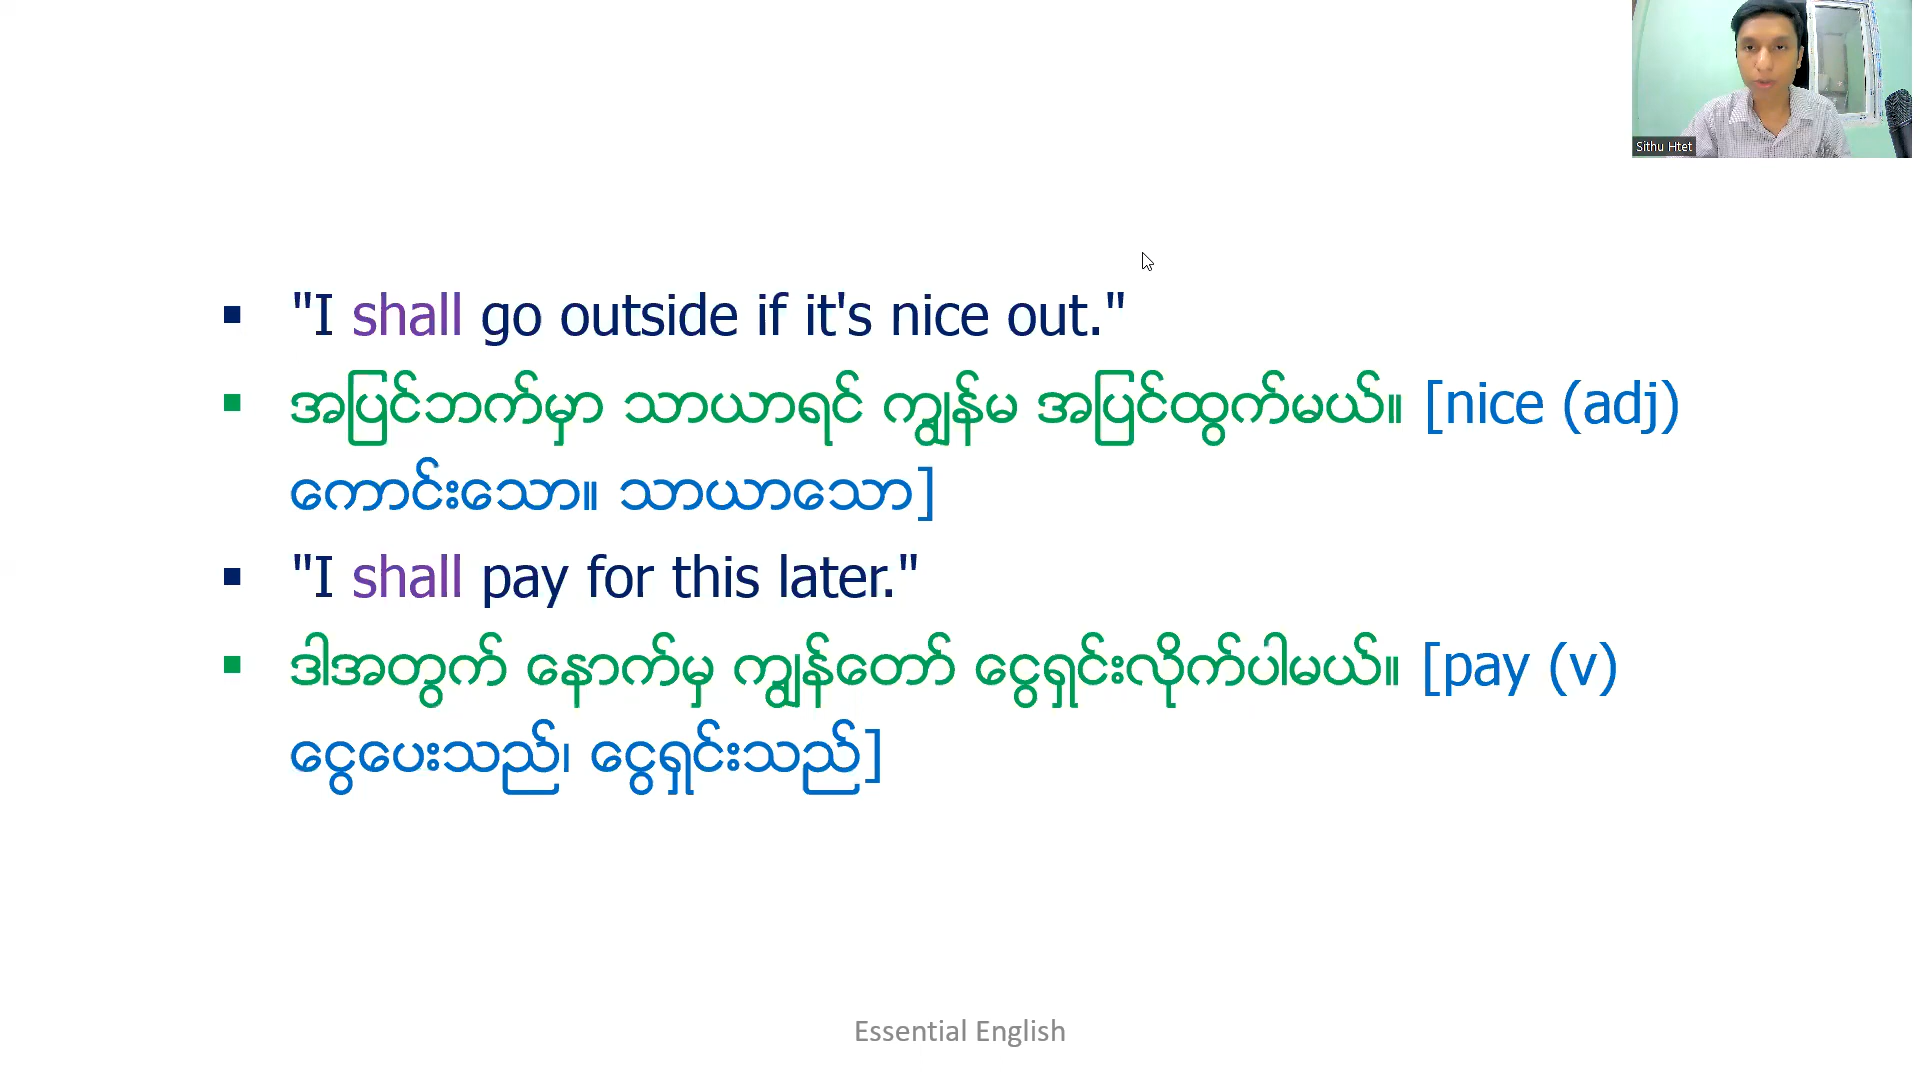 Sithu Htet
"I shall go outside if it's nice out."
အပြင်ဘက်မှာ သာယာရင် ကျွန်မ အပြင်ထွက်မယ်။ [nice (adj)
ကောင်းသော။ သာယာသော]
"I shall pay for this later."
ဒါအတွက် နောက်မှ ကျွန်တော် ငွေရှင်းလိုက်ပါမယ်။ [pay (v)
ငွေပေးသည်၊ ငွေရှင်းသည်]
Essential English